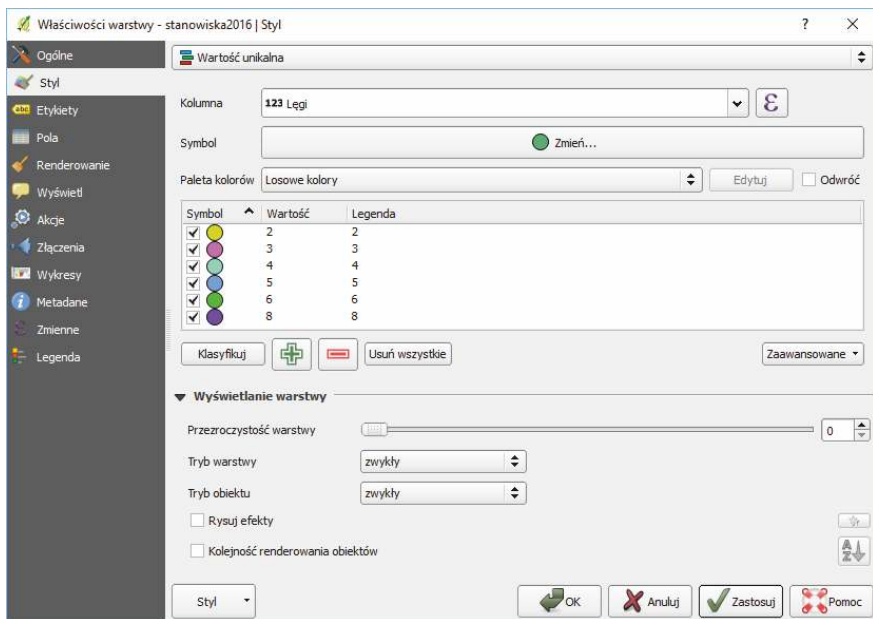 Właściwości warstwy - stanowiska2016 | Styl ?
Ogólne
Styl
abc Etykiety
Pola
Renderowanie
Wyświetl
Akcje
Złączenia
Wykresy
Metadane
Zmienne
Legenda
Wartość unikalna
Kolumna 123 Lęgi ε
Symbol Zmień...
Paleta kolorów Losowe kolory Edytuj Odwróć
Symbol Wartość Legenda
2 2
3 3
4 4
5 5
6 6
8 8
Klasyfikuj Usuń wszystkie Zaawansowane
Wyświetlanie warstwy
Przezroczystość warstwy 0
Tryb warstwy zwykły
Tryb obiektu zwykły
Rysuj efekty
Kolejność renderowania obiektów A Z
Styl OK Anuluj Zastosuj Pomoc